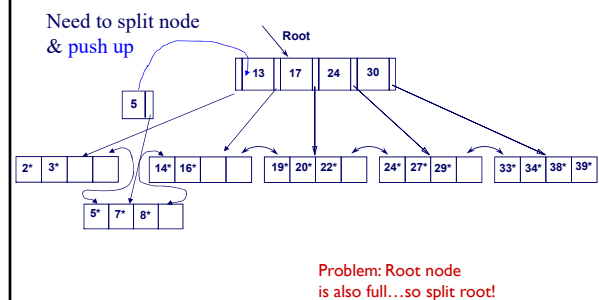 Need to split node
& push up
Root
13 17 24 30
5
2* 3*
14* 16*
19* 20* 22*
24* 27* 29*
33* 34* 38* 39*
5* 7* 8*
Problem: Root node
is also full…so split root!